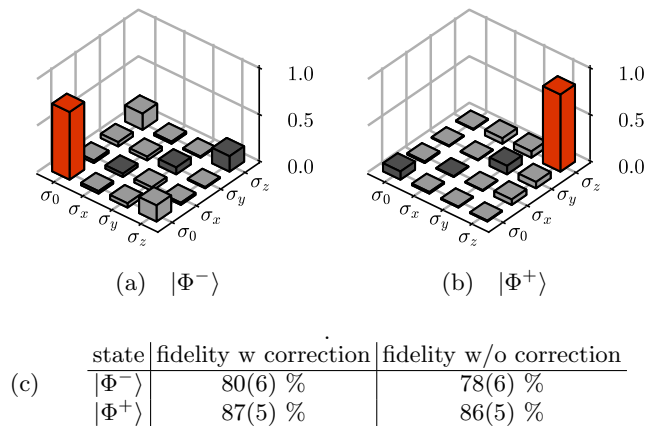 1.0
0.5
0.0
σ0 σx σy σz
σ0 σx σy σz
1.0
0.5
0.0
σ0 σx σy σz
σ0 σx σy σz
(a) |Φ−⟩
(b) |Φ+⟩
.
state fidelity w correction fidelity w/o correction
(c) |Φ−⟩ 80(6) % 78(6) %
|Φ+⟩ 87(5) % 86(5) %